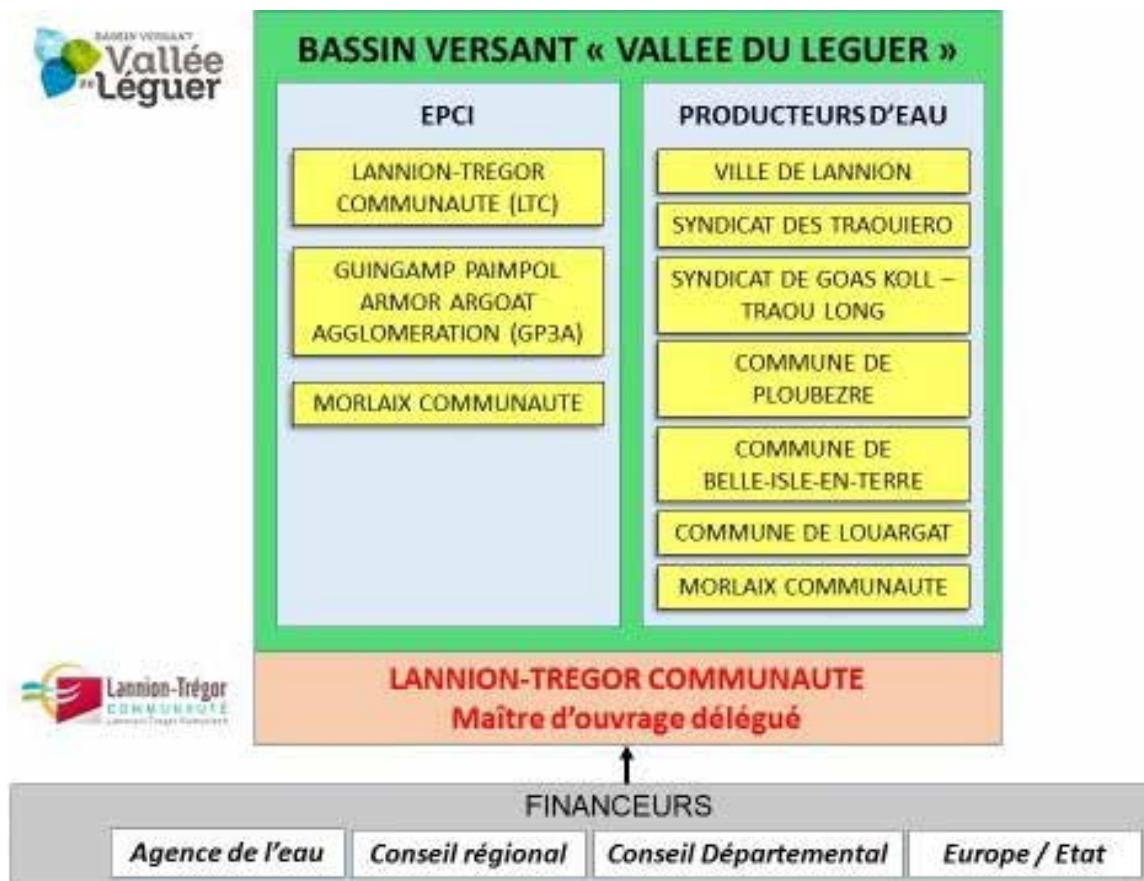 BASSIN VERSANT
Vallée
du Léguer
BASSIN VERSANT « VALLEE DU LEGUER »
EPCI
LANNION-TREGOR
COMMUNAUTE (LTC)
GUINGAMP PAIMPOL
ARMOR ARGOAT
AGGLOMERATION (GP3A)
MORLAIX COMMUNAUTE
PRODUCTEURS D'EAU
VILLE DE LANNION
SYNDICAT DES TRAOUIERO
SYNDICAT DE GOAS KOLL –
TRAOU LONG
COMMUNE DE
PLOUBEZRE
COMMUNE DE
BELLE-ISLE-EN-TERRE
COMMUNE DE LOUARGAT
MORLAIX COMMUNAUTE
Lannion-Trégor
COMMUNAUTÉ
LANNION-TREGOR COMMUNAUTE
Maître d'ouvrage délégué
FINANCEURS
Agence de l'eau
Conseil régional
Conseil Départemental
Europe / Etat